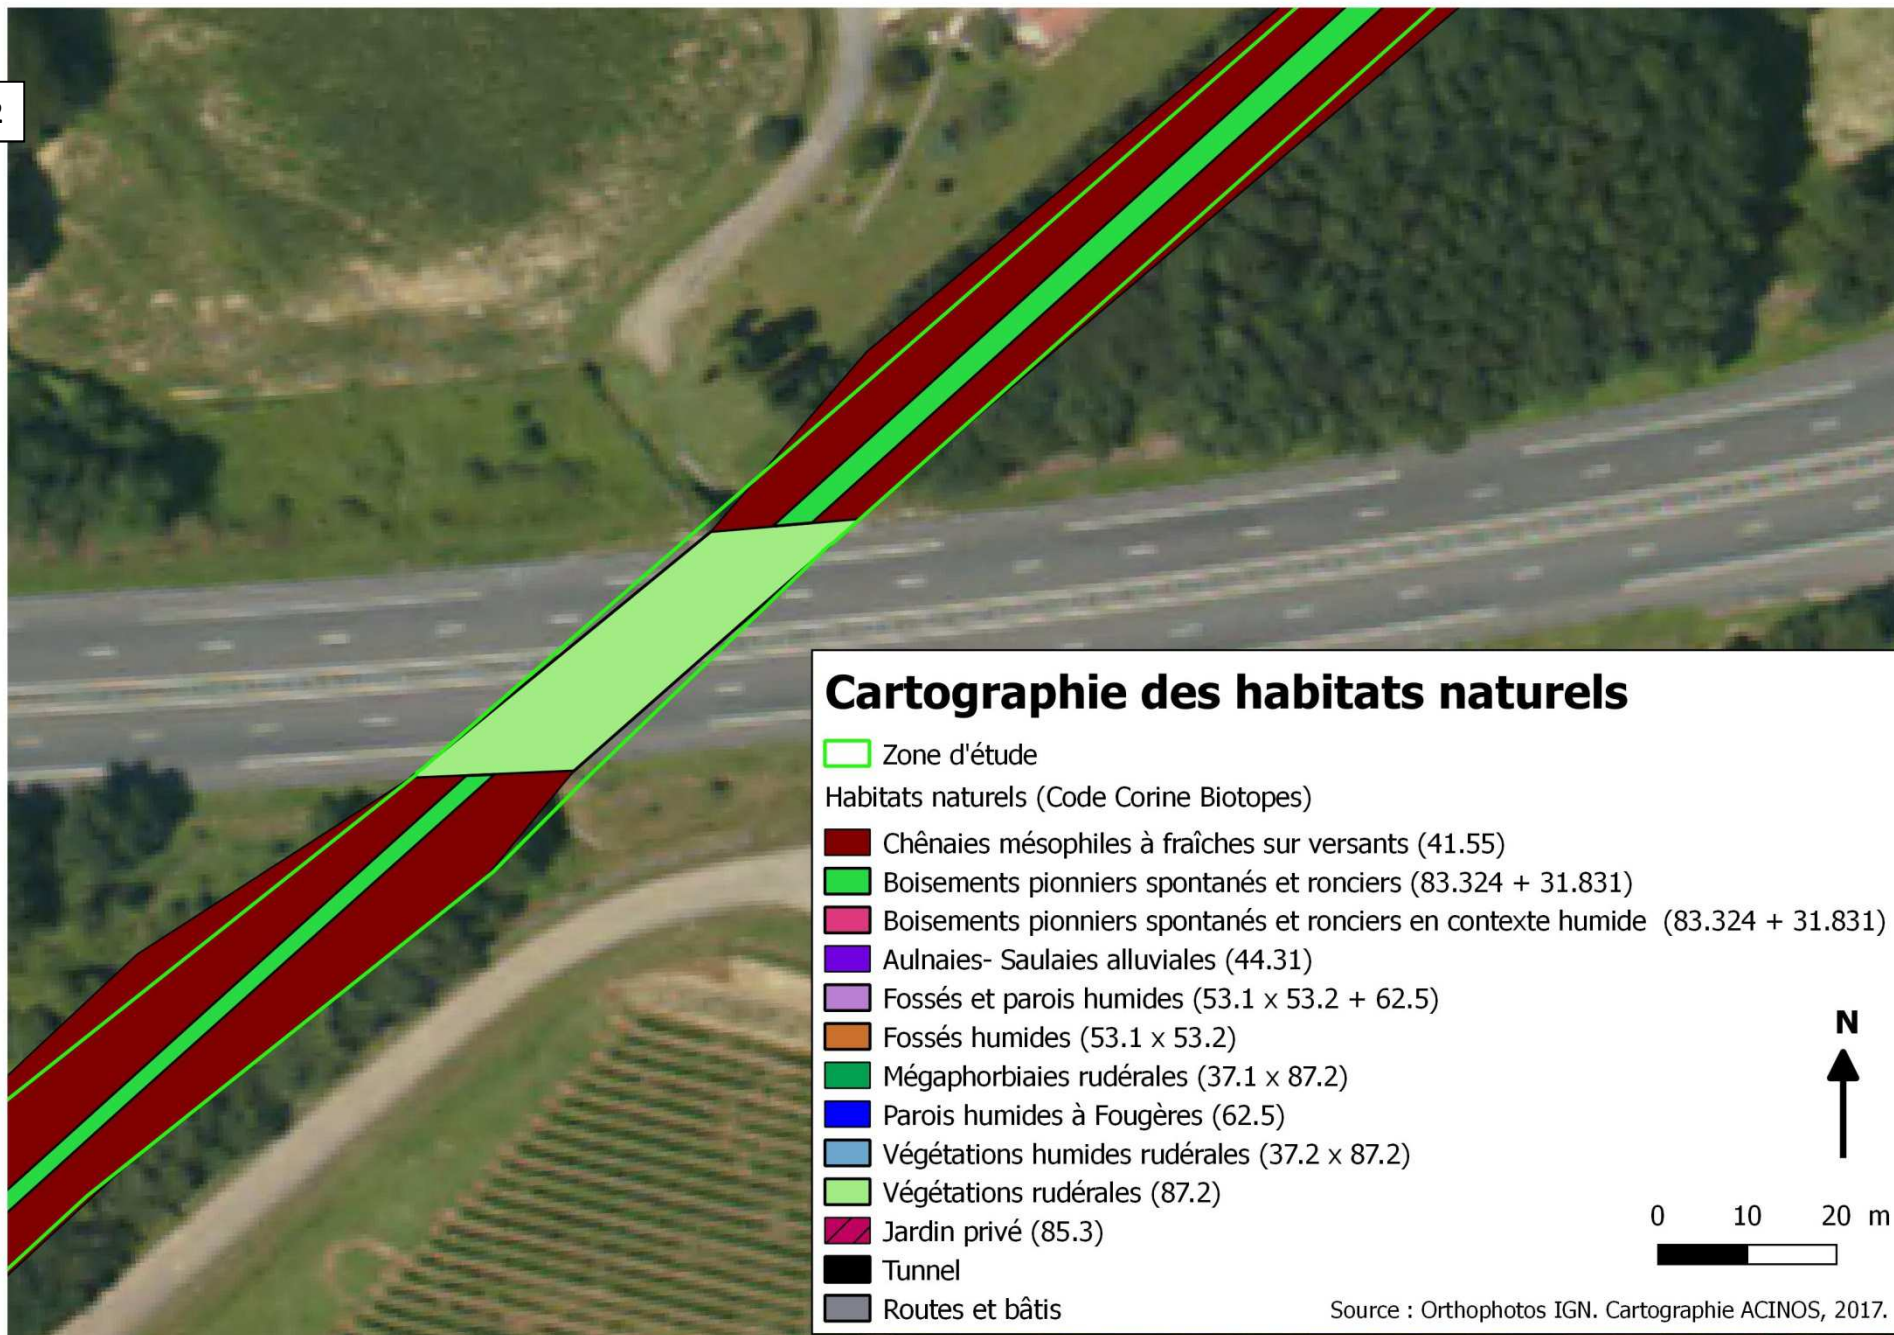 2
Cartographie des habitats naturels
Zone d'étude
Habitats naturels (Code Corine Biotopes)
Chênaies mésophiles à fraîches sur versants (41.55)
Boisements pionniers spontanés et ronciers (83.324 + 31.831)
Boisements pionniers spontanés et ronciers en contexte humide (83.324 + 31.831)
Aulnaies- Saulaies alluviales (44.31)
Fossés et parois humides (53.1 x 53.2 + 62.5)
Fossés humides (53.1 x 53.2)
Mégaphorbiaies rudérales (37.1 x 87.2)
Parois humides à Fougères (62.5)
Végétations humides rudérales (37.2 x 87.2)
Végétations rudérales (87.2)
Jardin privé (85.3)
Tunnel
Routes et bâtis
N
0 10 20 m
Source : Orthophotos IGN. Cartographie ACINOS, 2017.